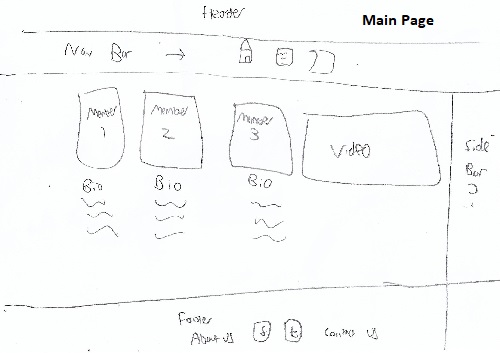 Header
Main Page
Nav Bar
Member 1
Member 2
Member 3
Video
Side Bar
Bio
Bio
Bio
Footer
About us
f
t
Contact us